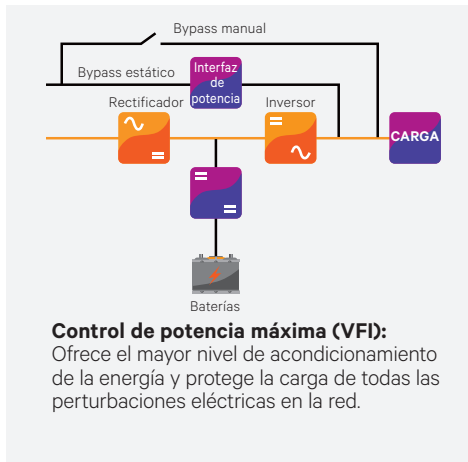 Bypass manual
Bypass estático
Interfaz
de
potencia
Rectificador
Inversor
CARGA
Baterías
Control de potencia máxima (VFI):
Ofrece el mayor nivel de acondicionamiento
de la energía y protege la carga de todas las
perturbaciones eléctricas en la red.